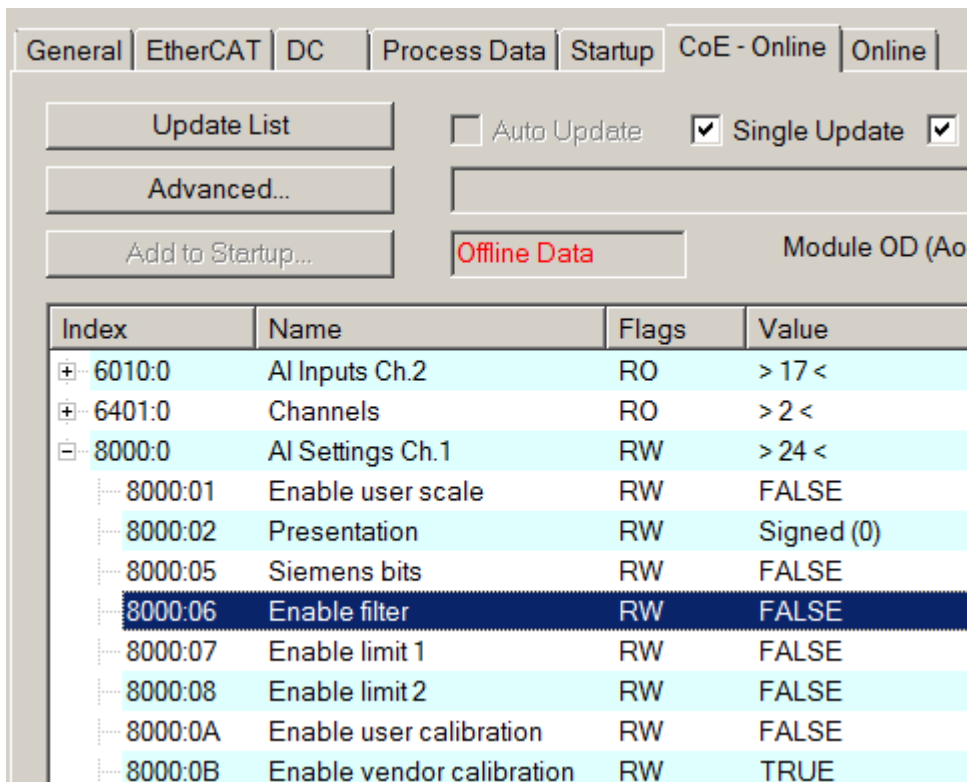 General EtherCAT DC Process Data Startup CoE - Online Online
Update List Auto Update Single Update
Advanced...
Add to Startup... Offline Data Module OD (Ao
Index Name Flags Value
6010:0 AI Inputs Ch.2 RO > 17 <
6401:0 Channels RO > 2 <
8000:0 AI Settings Ch.1 RW > 24 <
8000:01 Enable user scale RW FALSE
8000:02 Presentation RW Signed (0)
8000:05 Siemens bits RW FALSE
8000:06 Enable filter RW FALSE
8000:07 Enable limit 1 RW FALSE
8000:08 Enable limit 2 RW FALSE
8000:0A Enable user calibration RW FALSE
8000:0B Enable vendor calibration RW TRUE